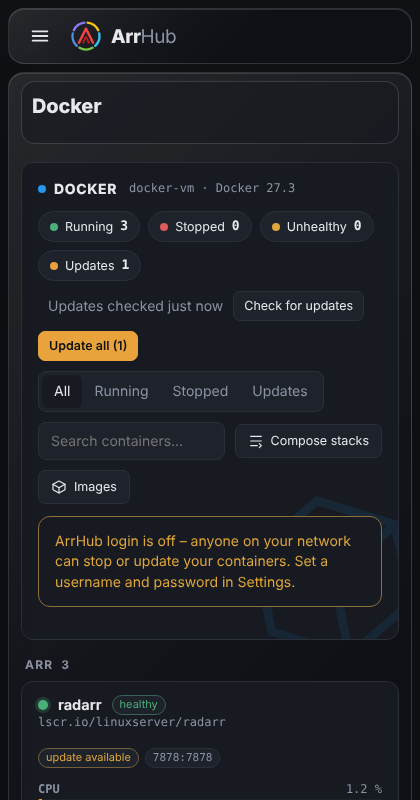 ArrHub
Docker
DOCKER docker-vm · Docker 27.3
Running 3 Stopped 0 Unhealthy 0
Updates 1
Updates checked just now Check for updates
Update all (1)
All Running Stopped Updates
Search containers... Compose stacks
Images
ArrHub login is off – anyone on your network
can stop or update your containers. Set a
username and password in Settings.
ARR 3
radarr healthy
lscr.io/linuxserver/radarr
update available 7878:7878
CPU 1.2 %